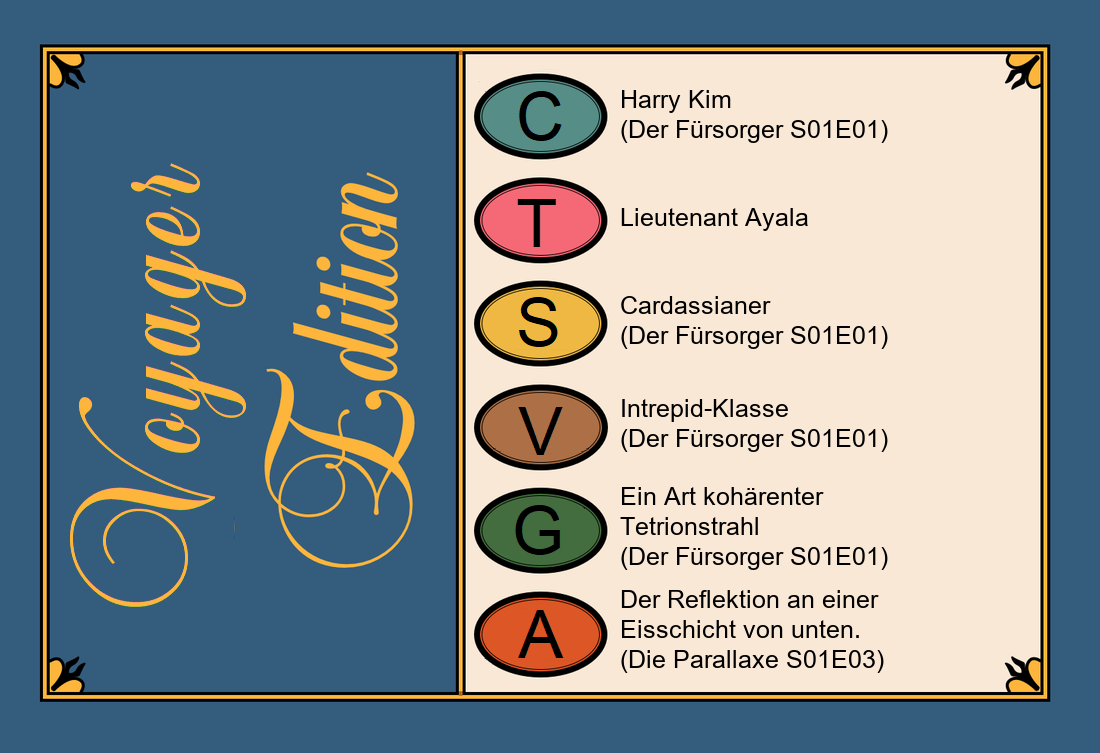 Voyager
Edition
C
Harry Kim
(Der Fürsorger S01E01)
T
Lieutenant Ayala
S
Cardassianer
(Der Fürsorger S01E01)
V
Intrepid-Klasse
(Der Fürsorger S01E01)
G
Ein Art kohärenter
Tetrionstrahl
(Der Fürsorger S01E01)
A
Der Reflektion an einer
Eisschicht von unten.
(Die Parallaxe S01E03)